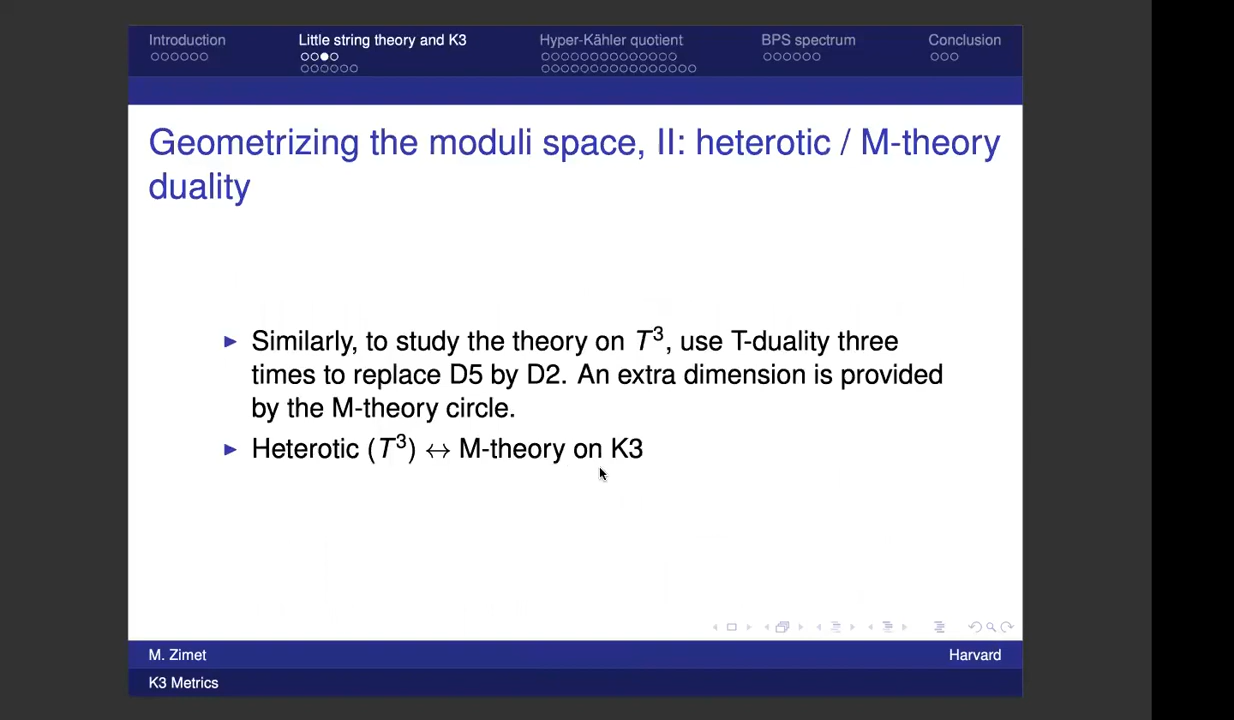 Introduction
Little string theory and K3
Hyper-Kähler quotient
BPS spectrum
Conclusion
Geometrizing the moduli space, II: heterotic / M-theory
duality
Similarly, to study the theory on T³, use T-duality three
times to replace D5 by D2. An extra dimension is provided
by the M-theory circle.
Heterotic (T³) ↔ M-theory on K3
M. Zimet
Harvard
K3 Metrics